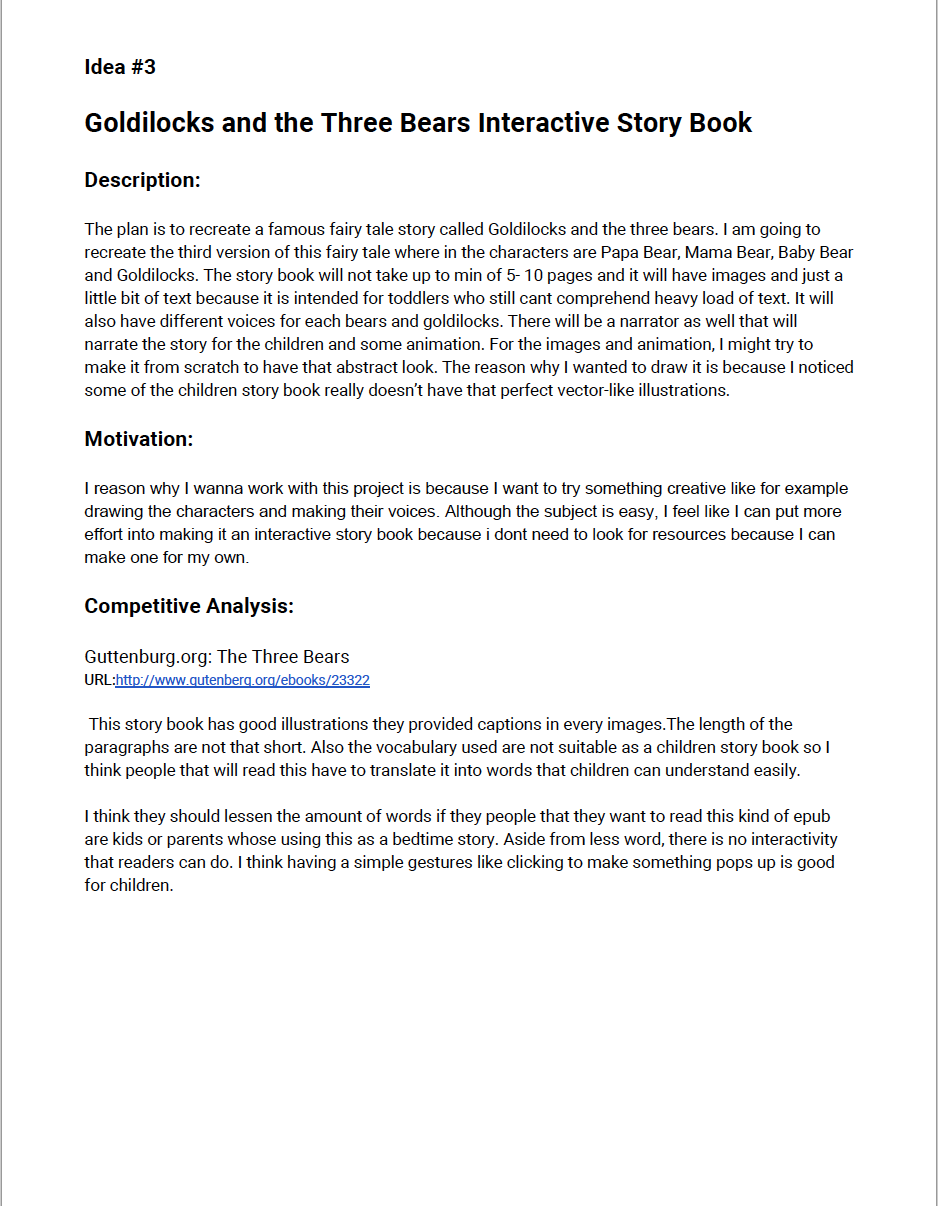 Idea #3
Goldilocks and the Three Bears Interactive Story Book
Description:
The plan is to recreate a famous fairy tale story called Goldilocks and the three bears. I am going to
recreate the third version of this fairy tale where in the characters are Papa Bear, Mama Bear, Baby Bear
and Goldilocks. The story book will not take up to min of 5- 10 pages and it will have images and just a
little bit of text because it is intended for toddlers who still cant comprehend heavy load of text. It will
also have different voices for each bears and goldilocks. There will be a narrator as well that will
narrate the story for the children and some animation. For the images and animation, I might try to
make it from scratch to have that abstract look. The reason why I wanted to draw it is because I noticed
some of the children story book really doesn’t have that perfect vector-like illustrations.
Motivation:
I reason why I wanna work with this project is because I want to try something creative like for example
drawing the characters and making their voices. Although the subject is easy, I feel like I can put more
effort into making it an interactive story book because i dont need to look for resources because I can
make one for my own.
Competitive Analysis:
Guttenburg.org: The Three Bears
URL:http://www.gutenberg.org/ebooks/23322
This story book has good illustrations they provided captions in every images.The length of the
paragraphs are not that short. Also the vocabulary used are not suitable as a children story book so I
think people that will read this have to translate it into words that children can understand easily.
I think they should lessen the amount of words if they people that they want to read this kind of epub
are kids or parents whose using this as a bedtime story. Aside from less word, there is no interactivity
that readers can do. I think having a simple gestures like clicking to make something pops up is good
for children.